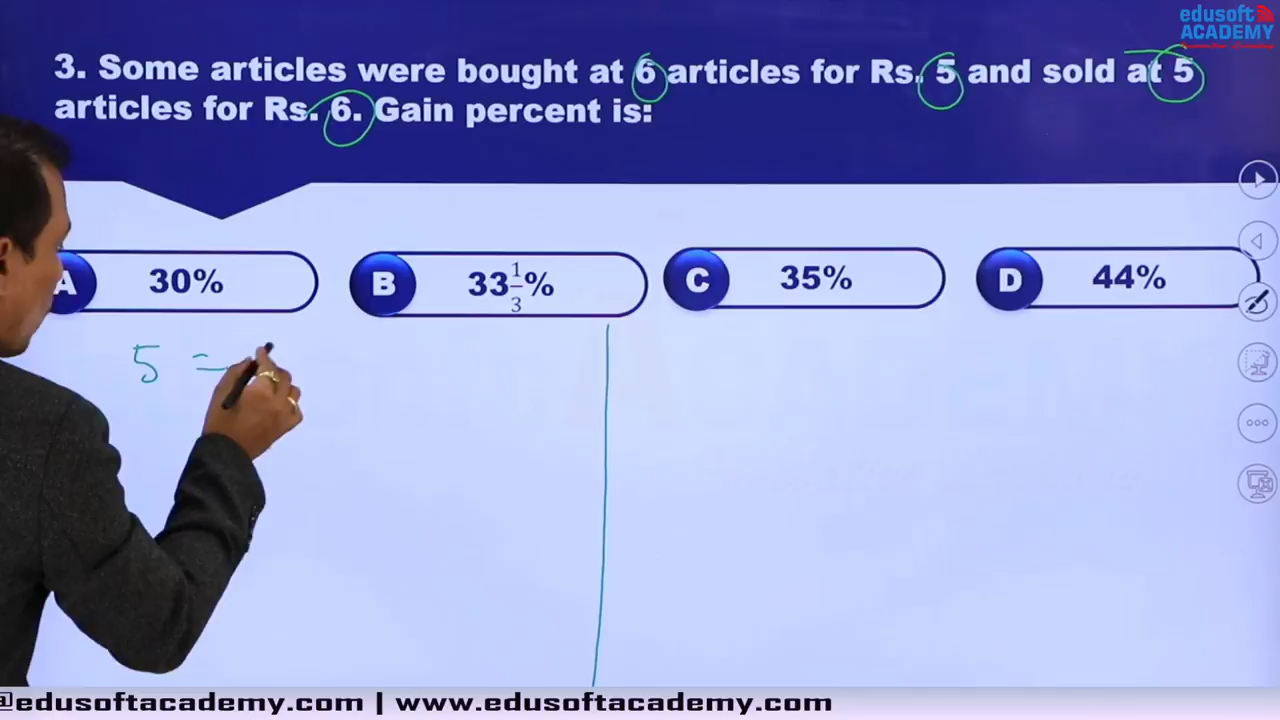 edusoft
ACADEMY
3. Some articles were bought at 6 articles for Rs. 5 and sold at 5
articles for Rs. 6. Gain percent is:
A 30%
B 33 1/3%
C 35%
D 44%
5 =
@edusoftacademy.com | www.edusoftacademy.com